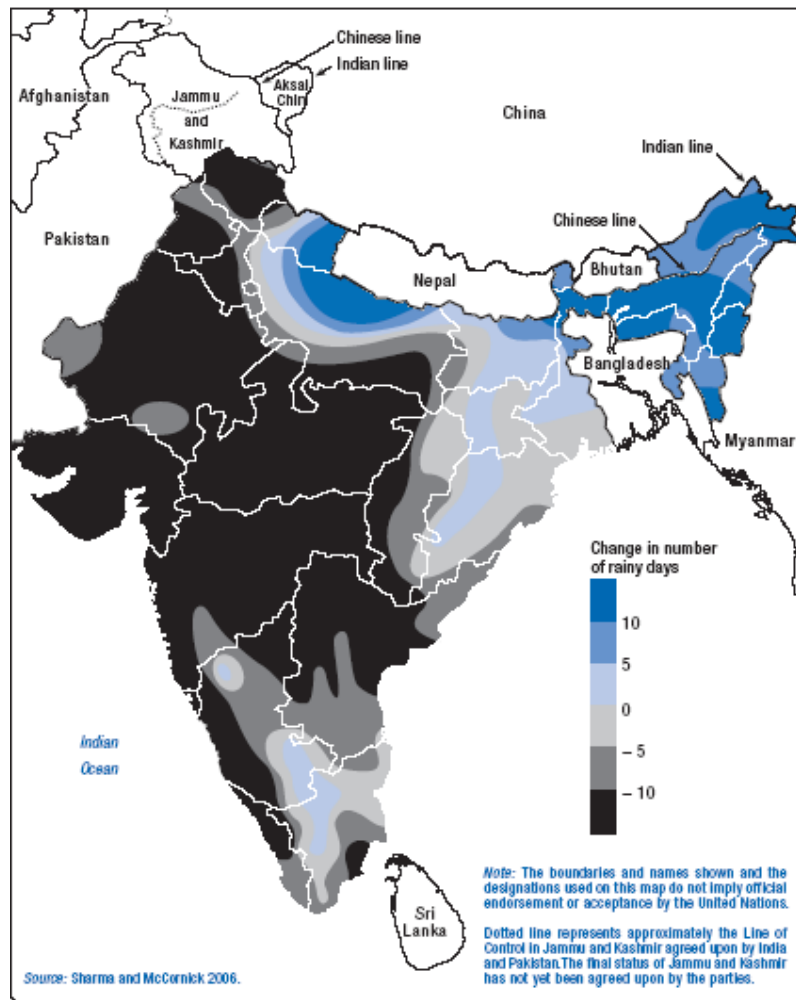 Chinese line
Indian line
Afghanistan
Aksai
Chin
Jammu
and
Kashmir
China
Indian line
Chinese line
Pakistan
Nepal
Bhutan
Bangladesh
Myanmar
Change in number
of rainy days
10
5
0
– 5
– 10
Indian
Ocean
Sri
Lanka
Note: The boundaries and names shown and the
designations used on this map do not imply official
endorsement or acceptance by the United Nations.
Dotted line represents approximately the Line of
Control in Jammu and Kashmir agreed upon by India
and Pakistan.The final status of Jammu and Kashmir
has not yet been agreed upon by the parties.
Source: Sharma and McCornick 2006.